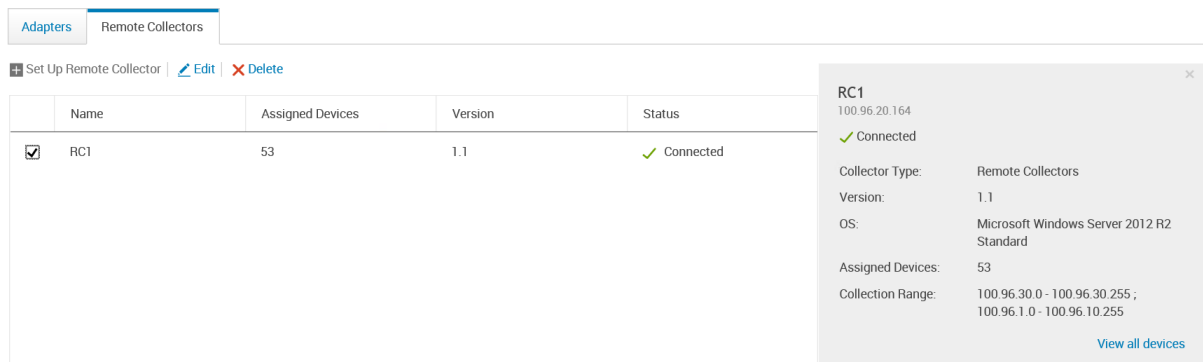 Adapters
Remote Collectors
Set Up Remote Collector
Edit
Delete
Name
Assigned Devices
Version
Status
RC1
53
1.1
Connected
RC1
100.96.20.164
Connected
Collector Type:
Remote Collectors
Version:
1.1
OS:
Microsoft Windows Server 2012 R2
Standard
Assigned Devices:
53
Collection Range:
100.96.30.0 - 100.96.30.255 ;
100.96.1.0 - 100.96.10.255
View all devices